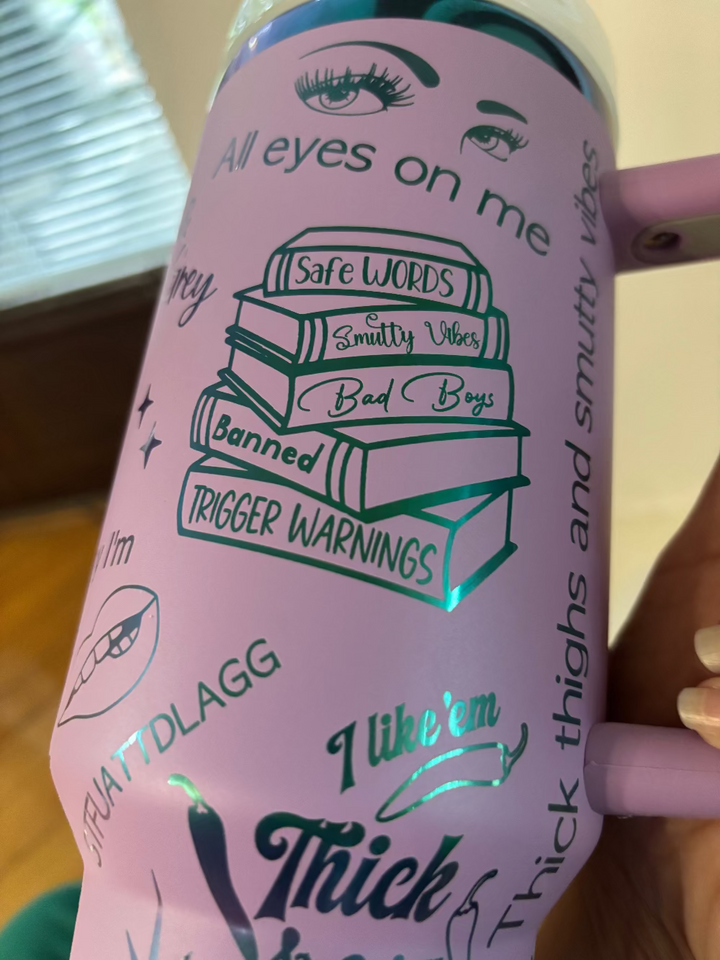 All eyes on me
Safe WORDS
Smutty Vibes
Bad Boys
Banned
TRIGGER WARNINGS
I'm
STFUATTDLAGG
I like 'em
Thick
Thick thighs and smutty vibes